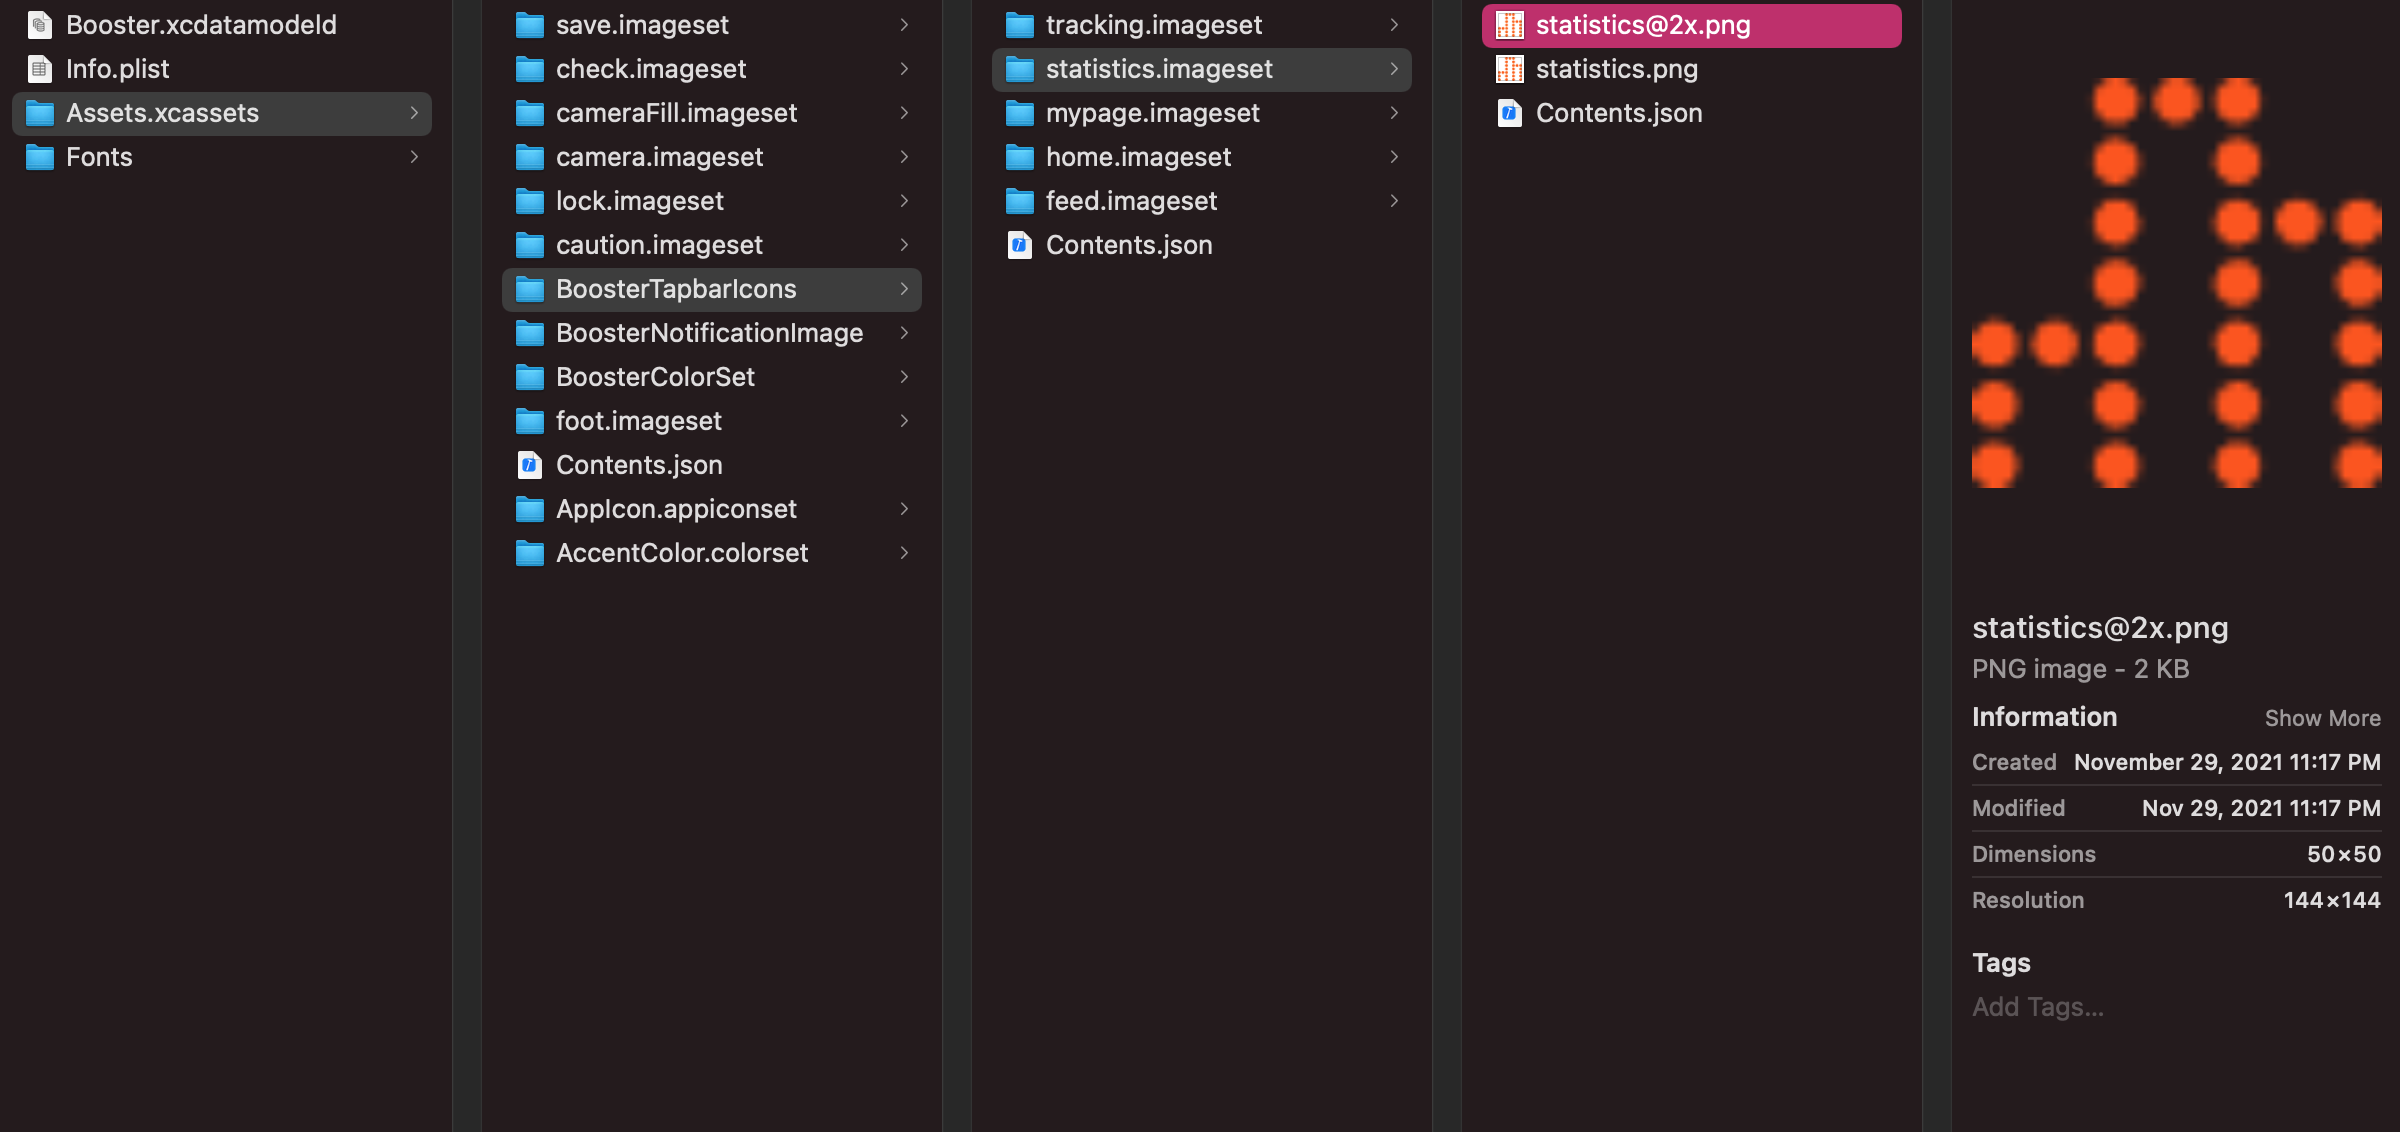 Booster.xcdatamodeld
Info.plist
Assets.xcassets
Fonts
save.imageset
check.imageset
cameraFill.imageset
camera.imageset
lock.imageset
caution.imageset
BoosterTapbarIcons
BoosterNotificationImage
BoosterColorSet
foot.imageset
Contents.json
AppIcon.appiconset
AccentColor.colorset
tracking.imageset
statistics.imageset
mypage.imageset
home.imageset
feed.imageset
Contents.json
statistics@2x.png
statistics.png
Contents.json
statistics@2x.png
PNG image - 2 KB
Information Show More
Created November 29, 2021 11:17 PM
Modified Nov 29, 2021 11:17 PM
Dimensions 50×50
Resolution 144×144
Tags
Add Tags...